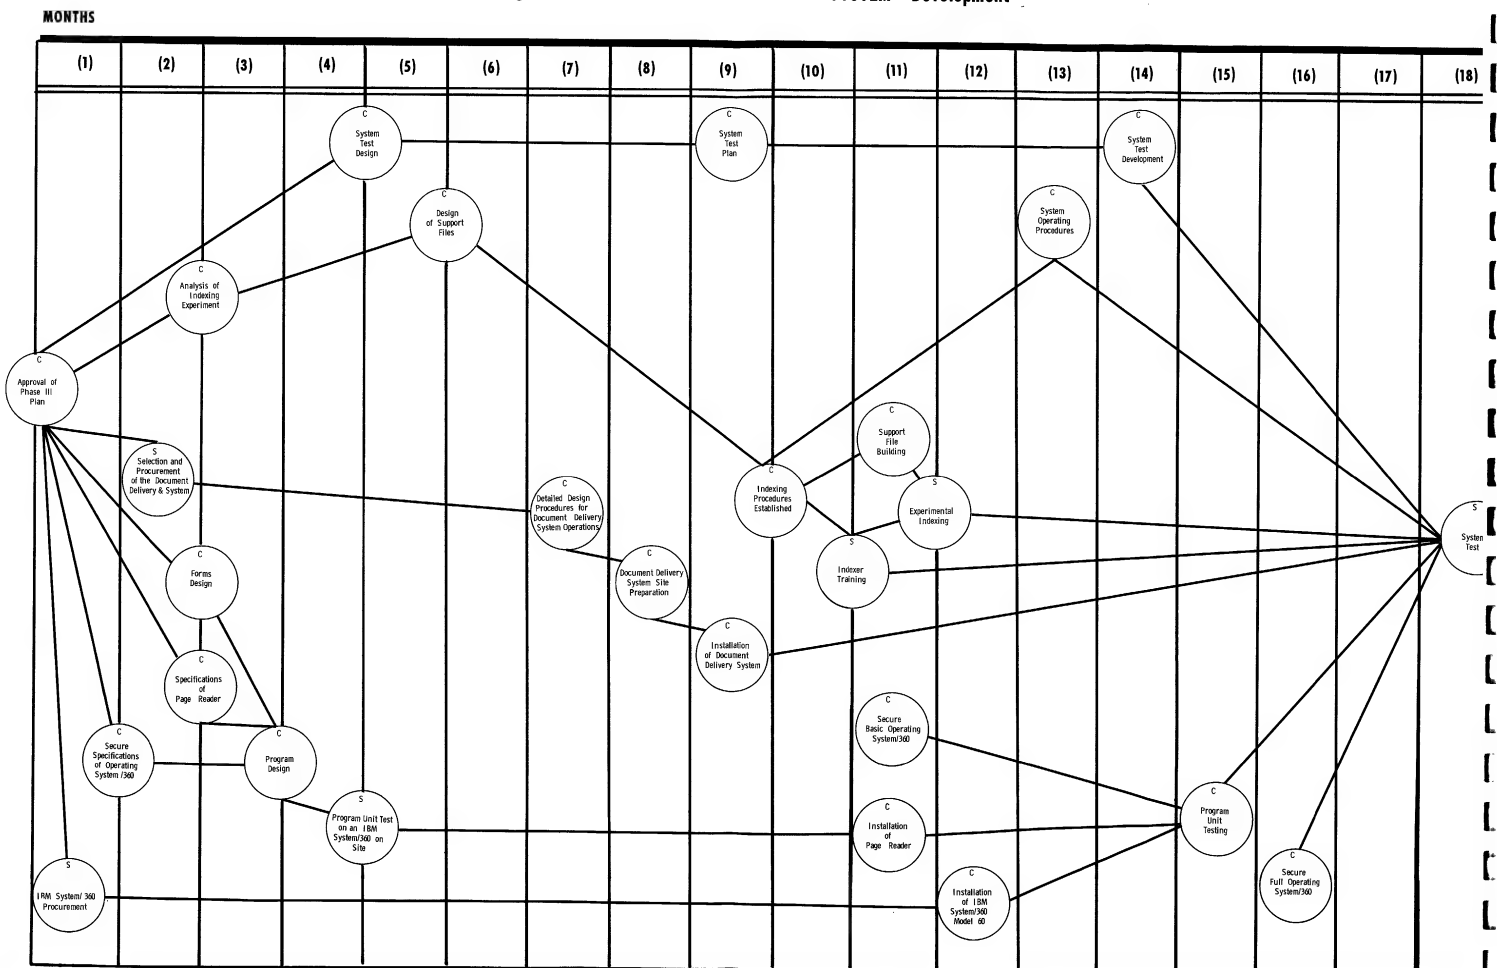 Development
MONTHS
(1) (2) (3) (4) (5) (6) (7) (8) (9) (10) (11) (12) (13) (14) (15) (16) (17) (18)
C
System
Test
Design
C
System
Test
Plan
C
System
Test
Development
C
Design
of Support
Files
C
System
Operating
Procedures
C
Analysis of
Indexing
Experiment
C
Approval of
Phase III
Plan
C
Support
File
Building
S
Selection and
Procurement
of the Document
Delivery & System
C
Detailed Design
Procedures for
Document Delivery
System Operations
C
Indexing
Procedures
Established
S
Experimental
Indexing
S
System
Test
C
Forms
Design
C
Document Delivery
System Site
Preparation
S
Indexer
Training
C
Installation
of Document
Delivery System
C
Specifications
of
Page Reader
C
Secure
Specifications
of Operating
System /360
C
Program
Design
C
Secure
Basic Operating
System/360
S
Program Unit Test
on an IBM
System/360 on
Site
C
Installation
of
Page Reader
C
Program
Unit
Testing
S
IBM System/ 360
Procurement
C
Installation
of IBM
System/360
Model 60
C
Secure
Full Operating
System/360